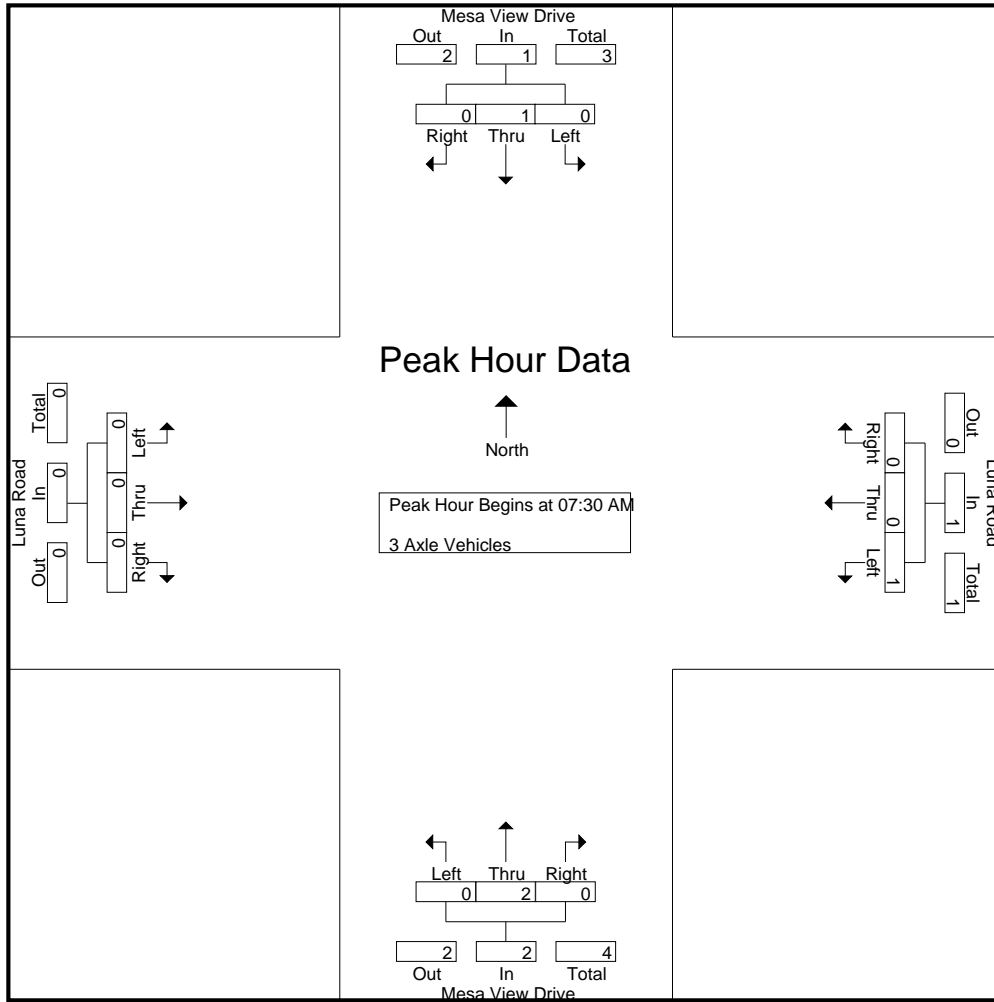 Mesa View Drive
Out In Total
2 1 3
0 1 0
Right Thru Left
Peak Hour Data
North
Peak Hour Begins at 07:30 AM
3 Axle Vehicles
Luna Road
Total In Out
0 0 0
0 0 0
Left Thru Right
Luna Road
Out In Total
0 1 1
0 0 1
Right Thru Left
Left Thru Right
0 2 0
2 2 4
Out In Total
Mesa View Drive